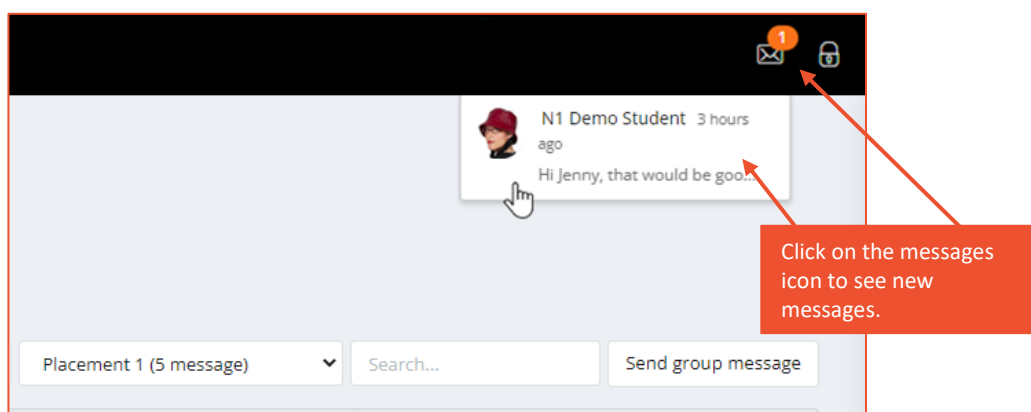 1
N1 Demo Student 3 hours
ago
Hi Jenny, that would be goo...
Click on the messages
icon to see new
messages.
Placement 1 (5 message)
Search...
Send group message